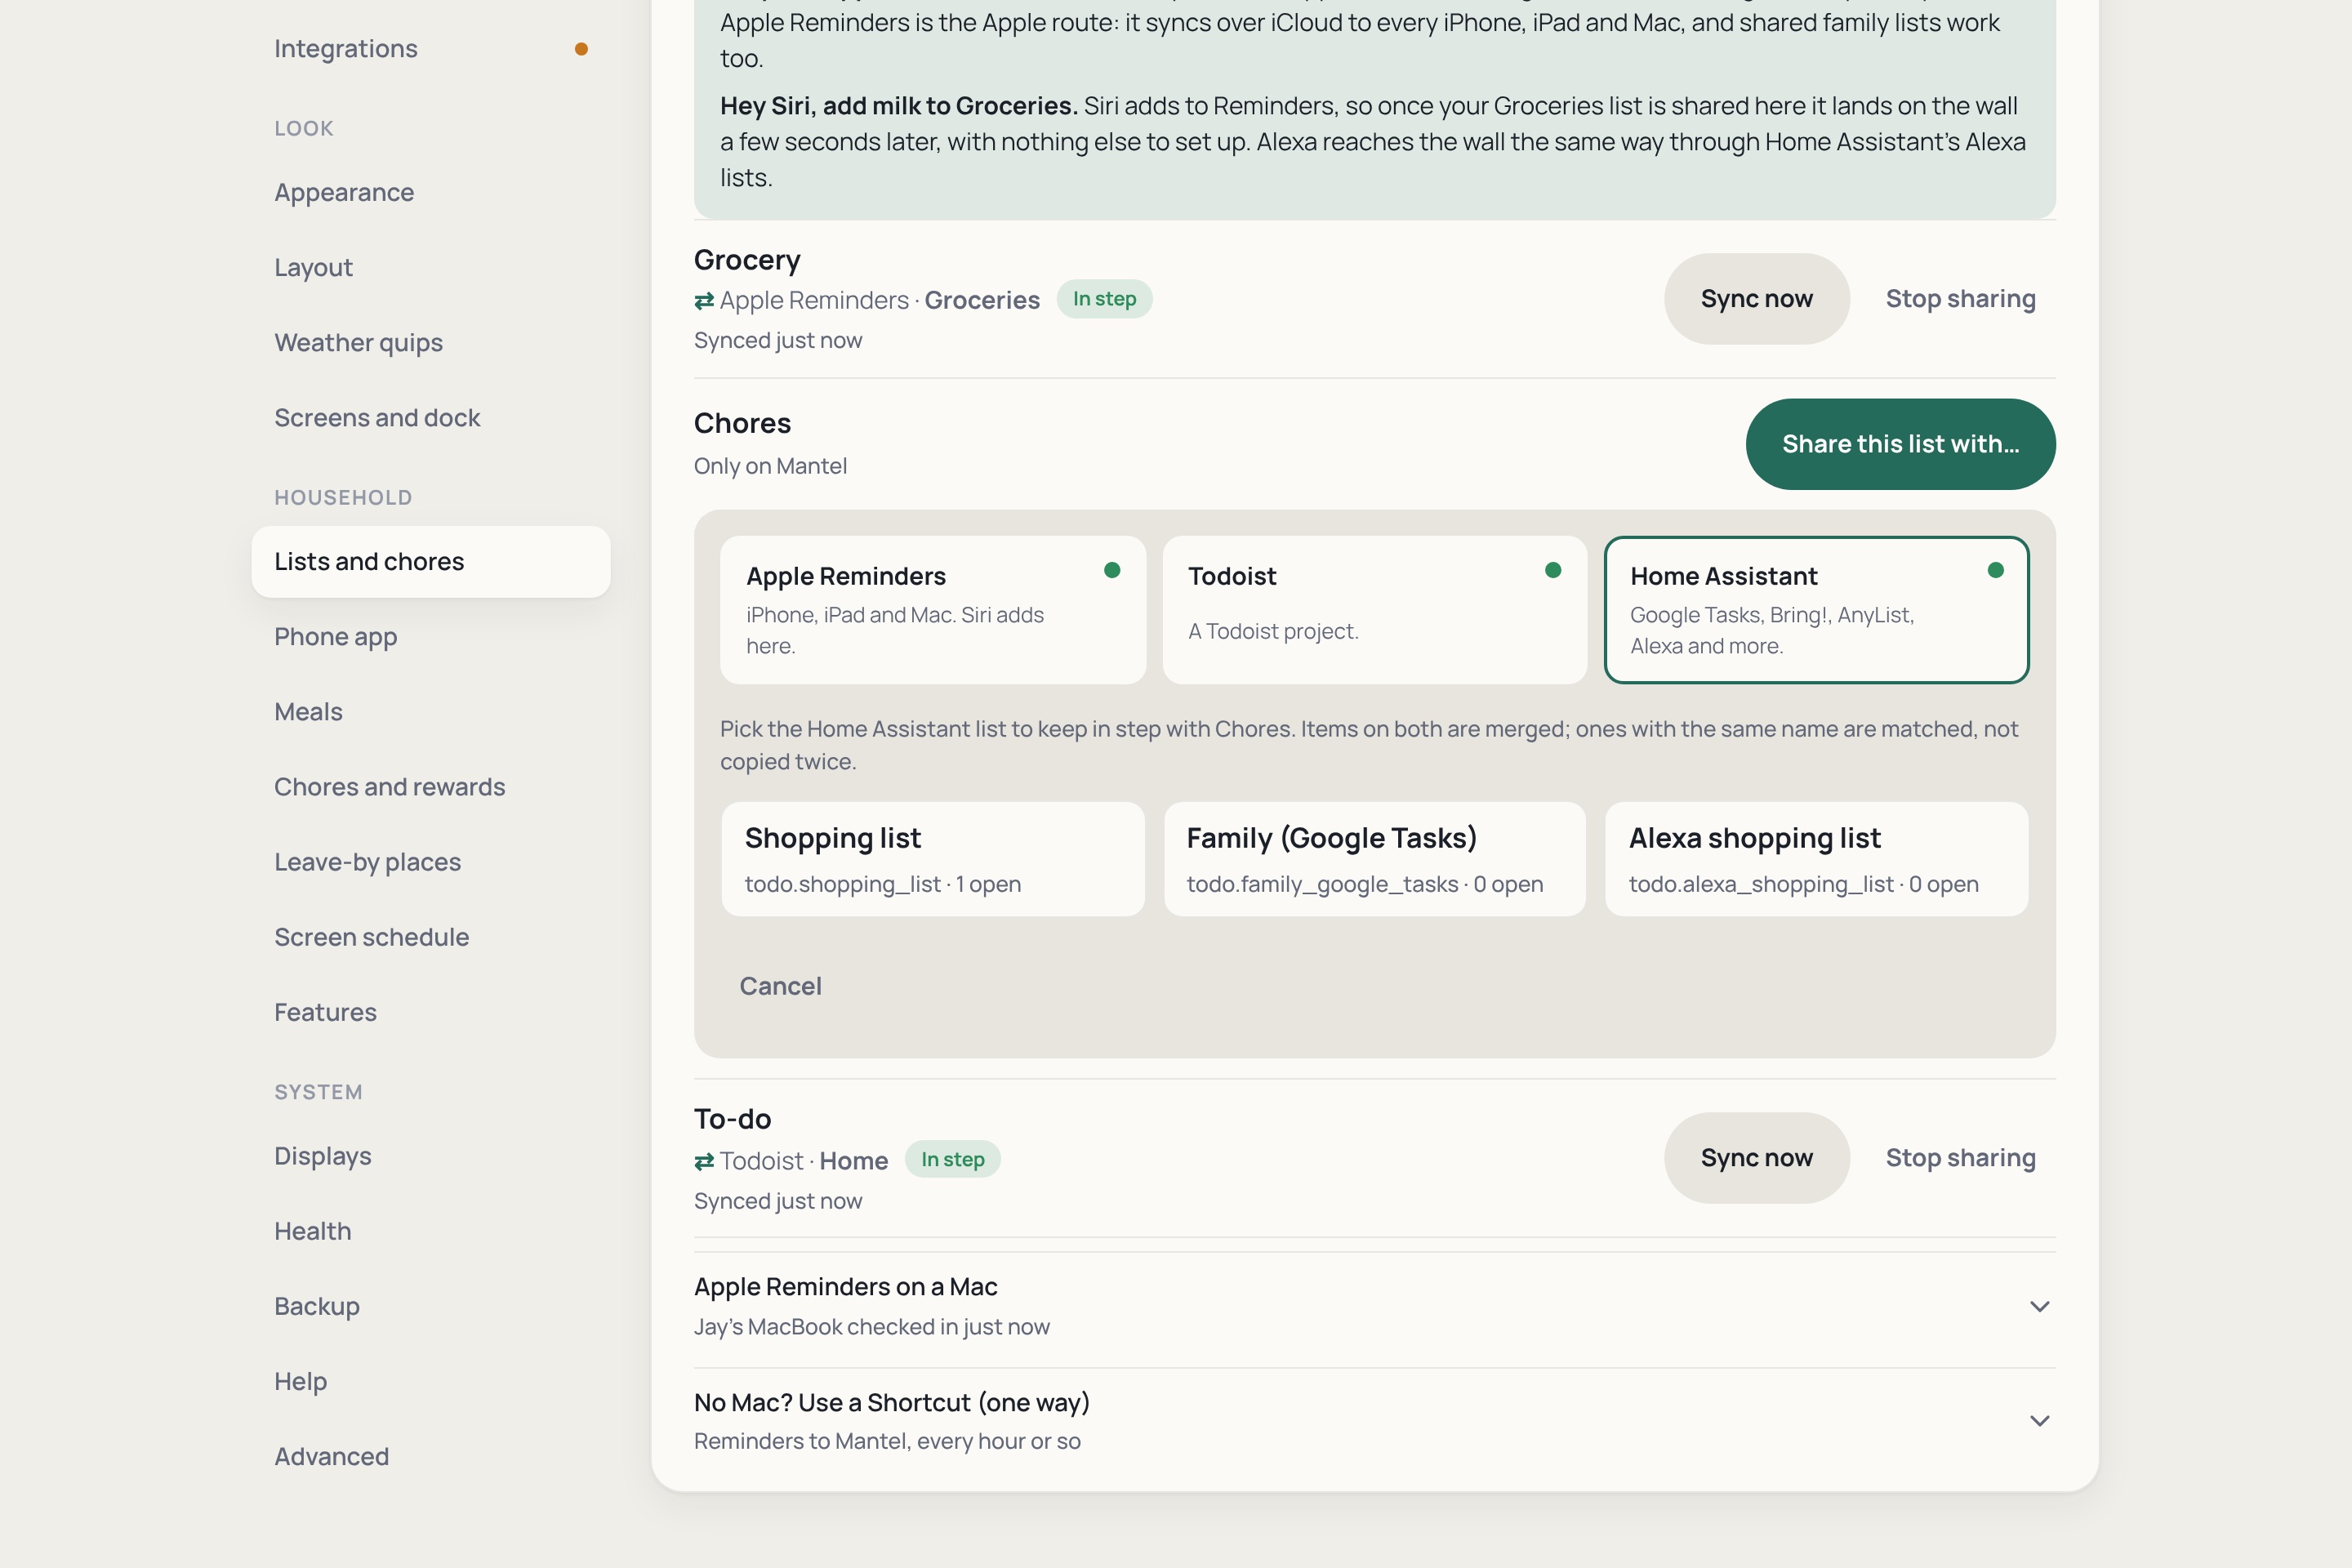 Integrations
LOOK
Appearance
Layout
Weather quips
Screens and dock
HOUSEHOLD
Lists and chores
Phone app
Meals
Chores and rewards
Leave-by places
Screen schedule
Features
SYSTEM
Displays
Health
Backup
Help
Advanced
Apple Reminders is the Apple route: it syncs over iCloud to every iPhone, iPad and Mac, and shared family lists work
too.
Hey Siri, add milk to Groceries. Siri adds to Reminders, so once your Groceries list is shared here it lands on the wall
a few seconds later, with nothing else to set up. Alexa reaches the wall the same way through Home Assistant's Alexa
lists.
Grocery
⇄ Apple Reminders · Groceries In step
Synced just now
Sync now Stop sharing
Chores
Only on Mantel
Share this list with…
Apple Reminders
iPhone, iPad and Mac. Siri adds
here.
Todoist
A Todoist project.
Home Assistant
Google Tasks, Bring!, AnyList,
Alexa and more.
Pick the Home Assistant list to keep in step with Chores. Items on both are merged; ones with the same name are matched, not
copied twice.
Shopping list
todo.shopping_list · 1 open
Family (Google Tasks)
todo.family_google_tasks · 0 open
Alexa shopping list
todo.alexa_shopping_list · 0 open
Cancel
To-do
⇄ Todoist · Home In step
Synced just now
Sync now Stop sharing
Apple Reminders on a Mac
Jay's MacBook checked in just now
No Mac? Use a Shortcut (one way)
Reminders to Mantel, every hour or so